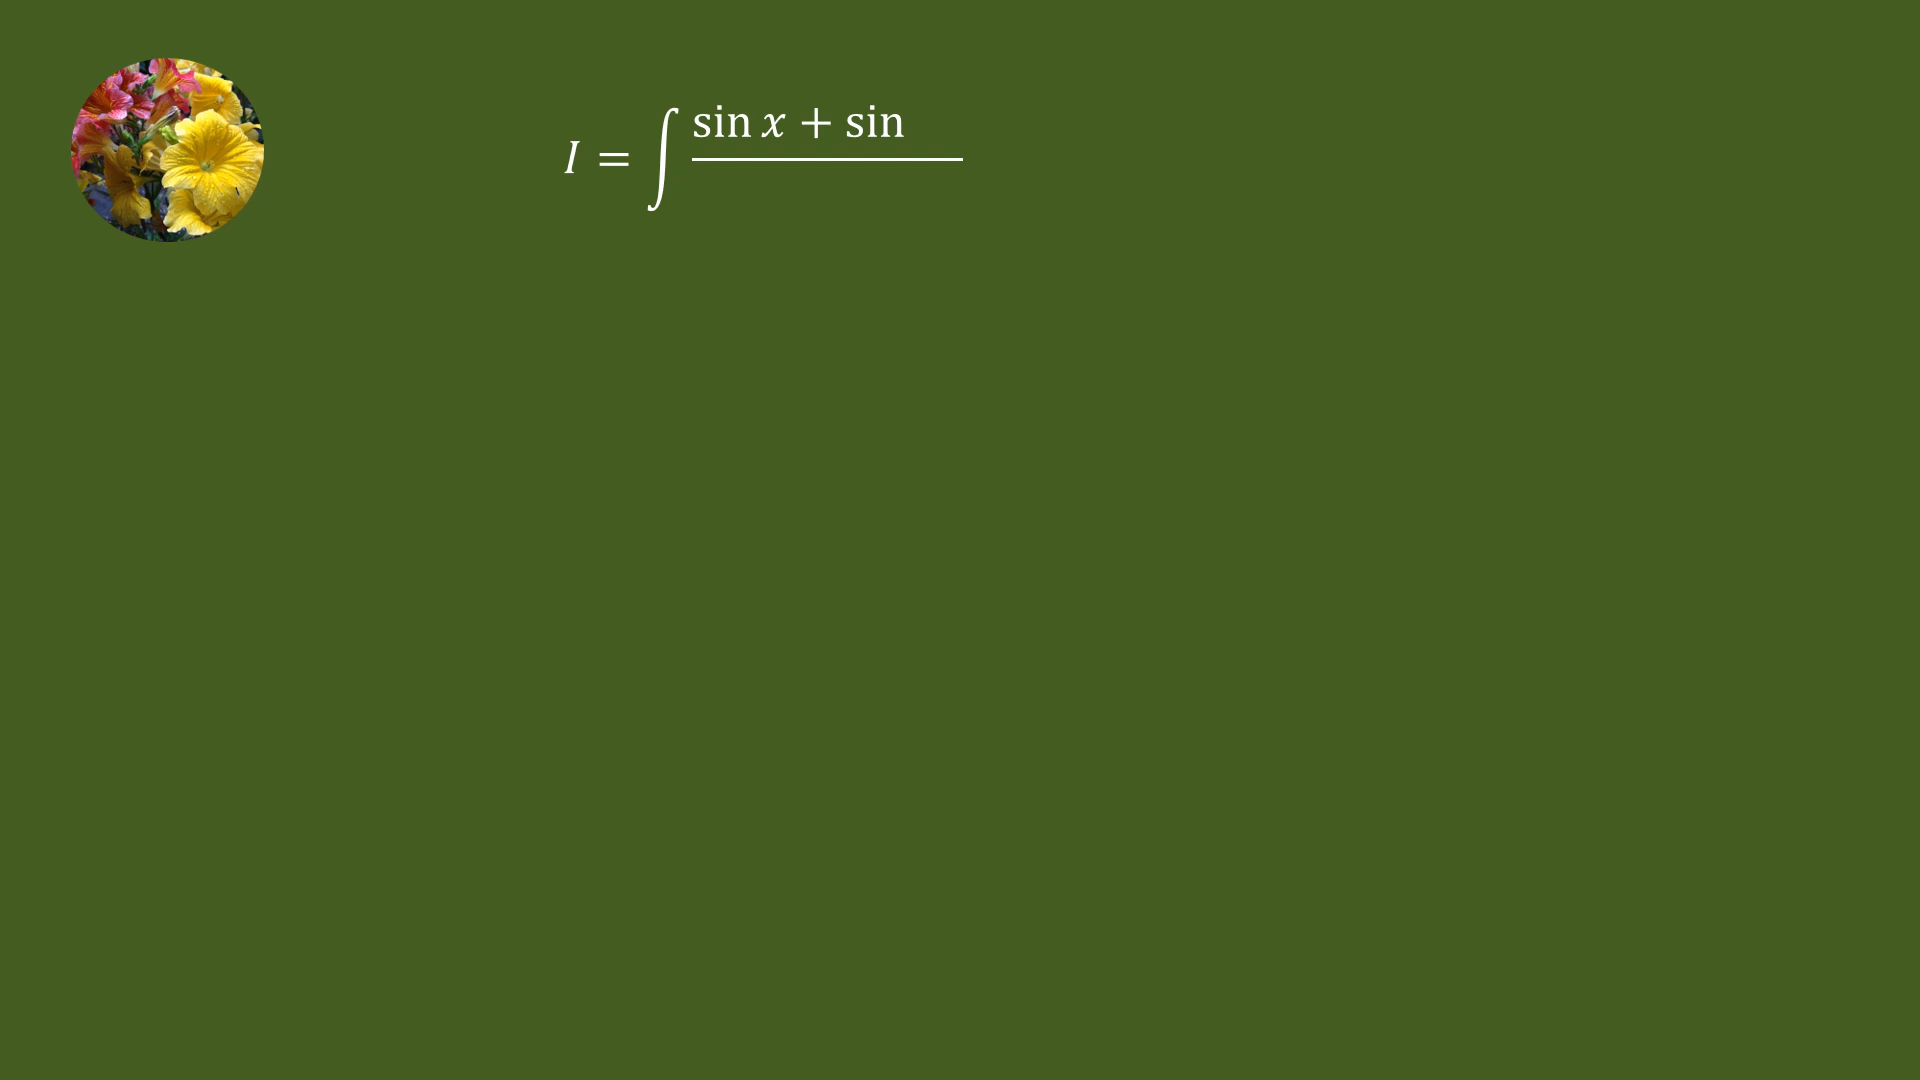 I = ∫ sin x + sin